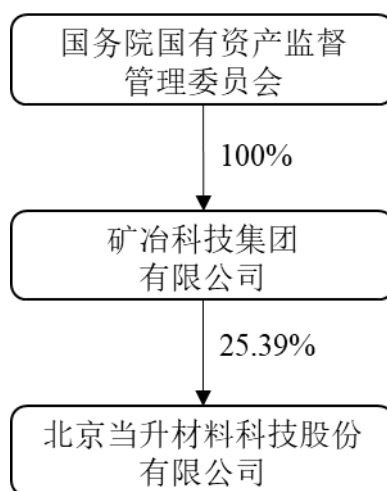 国务院国有资产监督
管理委员会
100%
矿冶科技集团
有限公司
25.39%
北京当升材料科技股份
有限公司